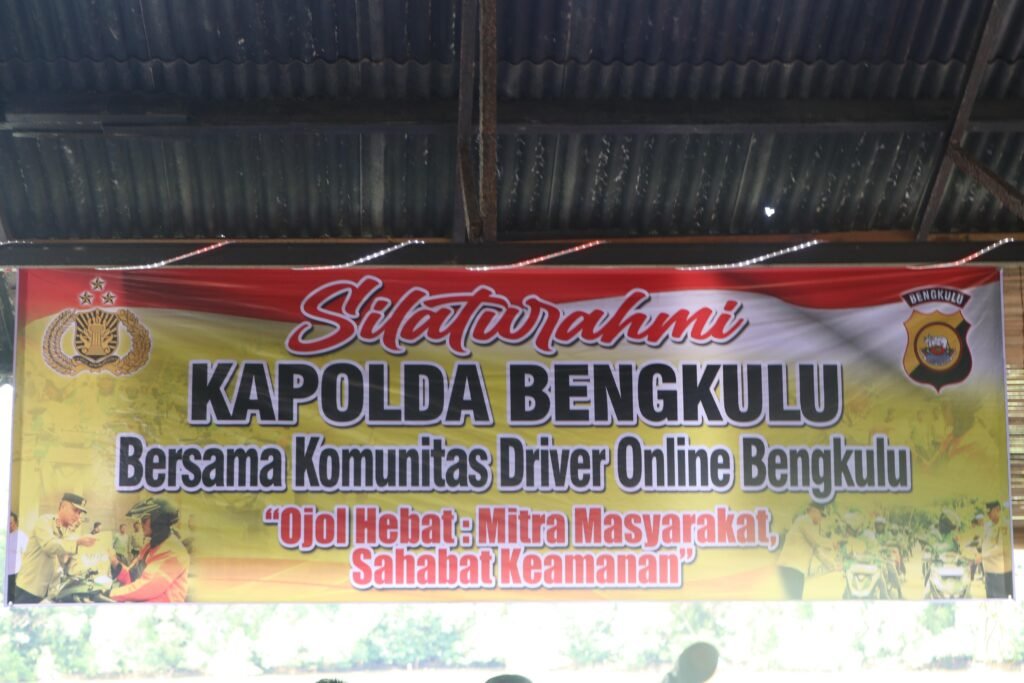 Silaturahmi
BENGKULU
KAPOLDA BENGKULU
Bersama Komunitas Driver Online Bengkulu
"Ojol Hebat : Mitra Masyarakat,
Sahabat Keamanan"